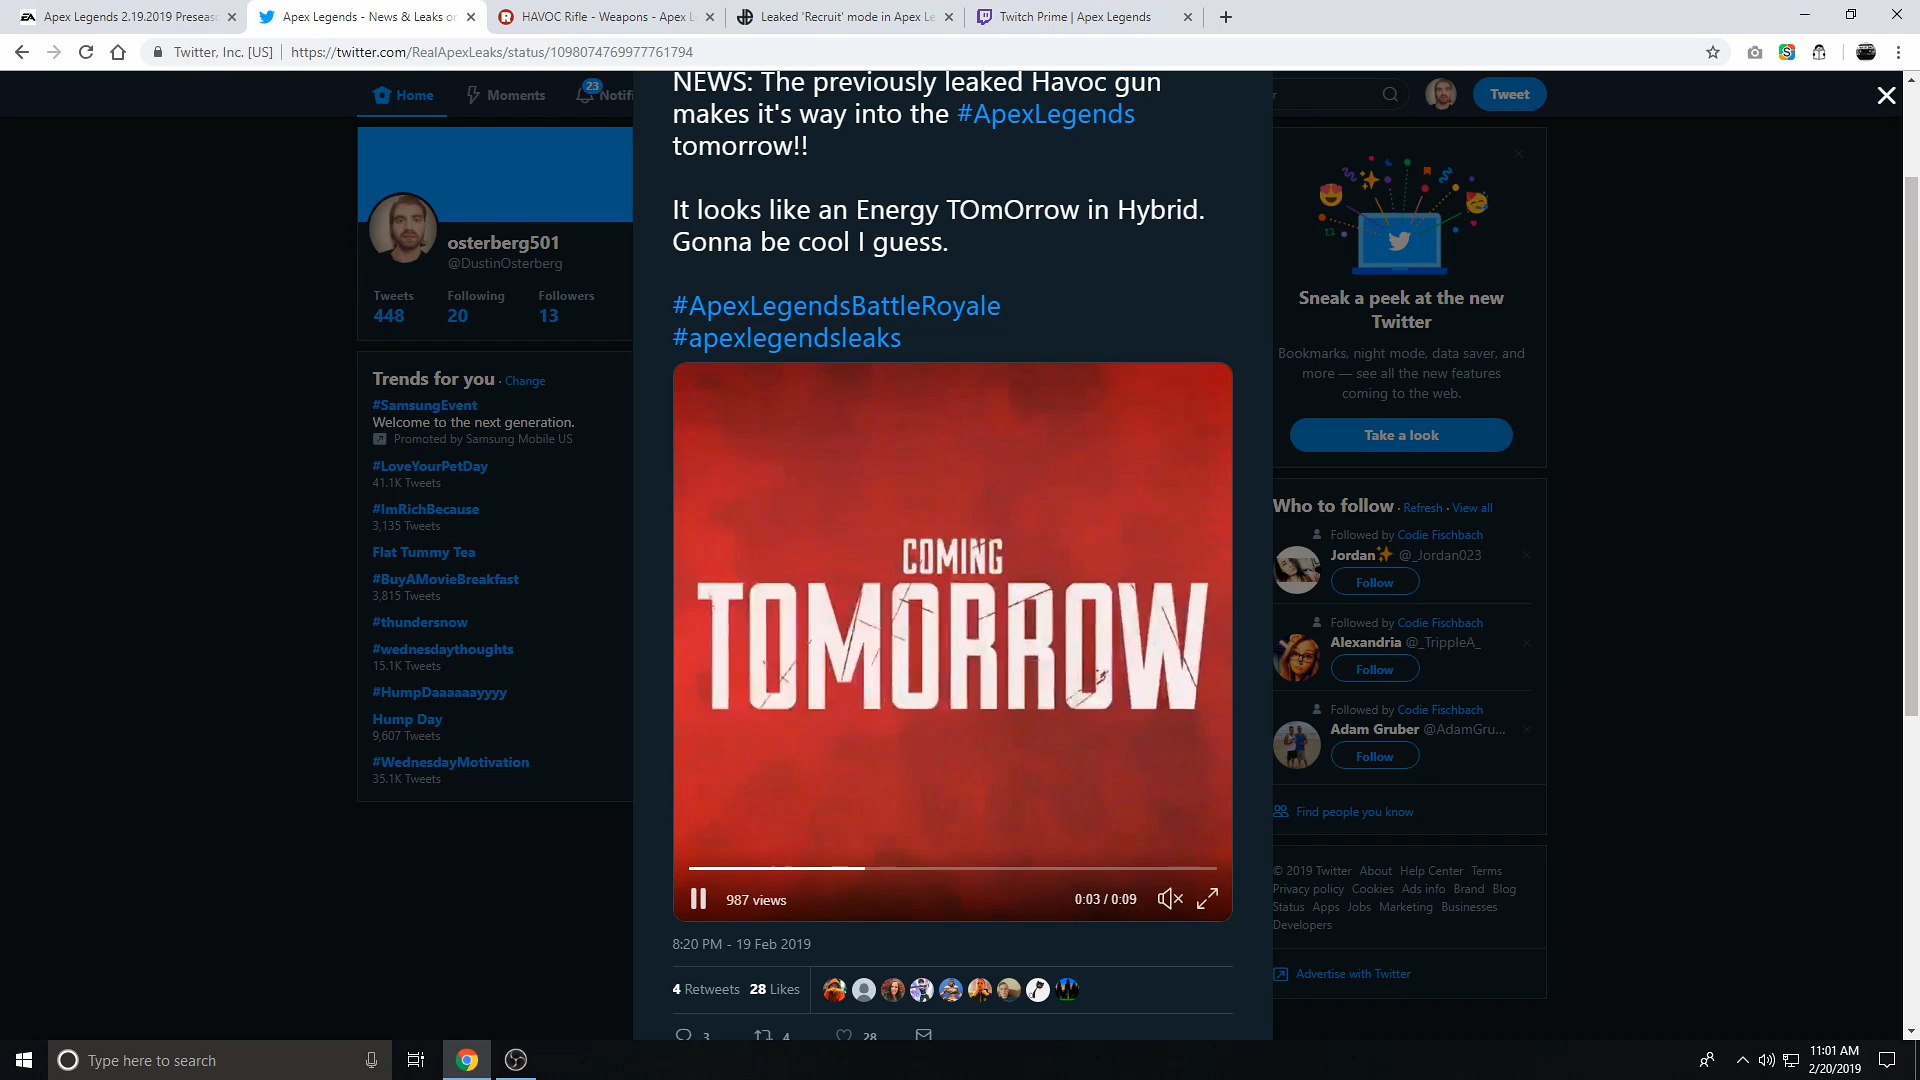 Apex Legends 2.19.2019 Preseas
Apex Legends - News & Leaks on
HAVOC Rifle - Weapons - Apex L
Leaked 'Recruit' mode in Apex Le
Twitch Prime | Apex Legends
Twitter, Inc. [US] | https://twitter.com/RealApexLeaks/status/1098074769977761794
Home
Moments
23
Notifi
Tweet
NEWS: The previously leaked Havoc gun
makes it's way into the #ApexLegends
tomorrow!!
It looks like an Energy TOmOrrow in Hybrid.
Gonna be cool I guess.
#ApexLegendsBattleRoyale
#apexlegendsleaks
COMING
TOMORROW
987 views
0:03 / 0:09
8:20 PM - 19 Feb 2019
4 Retweets 28 Likes
3 4 28
osterberg501
@DustinOsterberg
Tweets Following Followers
448 20 13
Trends for you · Change
#SamsungEvent
Welcome to the next generation.
Promoted by Samsung Mobile US
#LoveYourPetDay
41.1K Tweets
#ImRichBecause
3,135 Tweets
Flat Tummy Tea
#BuyAMovieBreakfast
3,815 Tweets
#thundersnow
#wednesdaythoughts
15.1K Tweets
#HumpDaaaaaayyyy
Hump Day
9,607 Tweets
#WednesdayMotivation
35.1K Tweets
Sneak a peek at the new
Twitter
Bookmarks, night mode, data saver, and
more — see all the new features
coming to the web.
Take a look
Who to follow · Refresh · View all
Followed by Codie Fischbach
Jordan✨ @_Jordan023
Follow
Followed by Codie Fischbach
Alexandria @_TrippleA_
Follow
Followed by Codie Fischbach
Adam Gruber @AdamGru...
Follow
Find people you know
© 2019 Twitter About Help Center Terms
Privacy policy Cookies Ads info Brand Blog
Status Apps Jobs Marketing Businesses
Developers
Advertise with Twitter
Type here to search
11:01 AM
2/20/2019